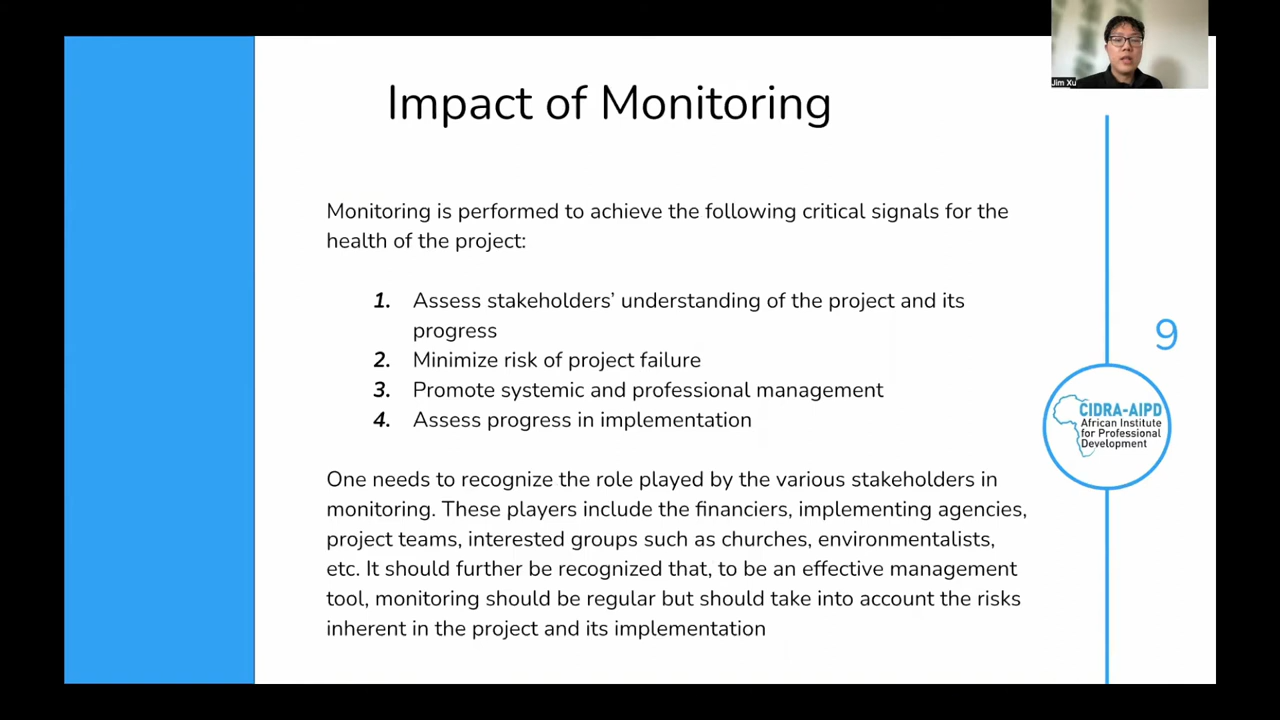 Jim Xu
Impact of Monitoring
Monitoring is performed to achieve the following critical signals for the
health of the project:
1. Assess stakeholders’ understanding of the project and its
progress
2. Minimize risk of project failure
3. Promote systemic and professional management
4. Assess progress in implementation
One needs to recognize the role played by the various stakeholders in
monitoring. These players include the financiers, implementing agencies,
project teams, interested groups such as churches, environmentalists,
etc. It should further be recognized that, to be an effective management
tool, monitoring should be regular but should take into account the risks
inherent in the project and its implementation
9
CIDRA-AIPD
African Institute
for Professional
Development